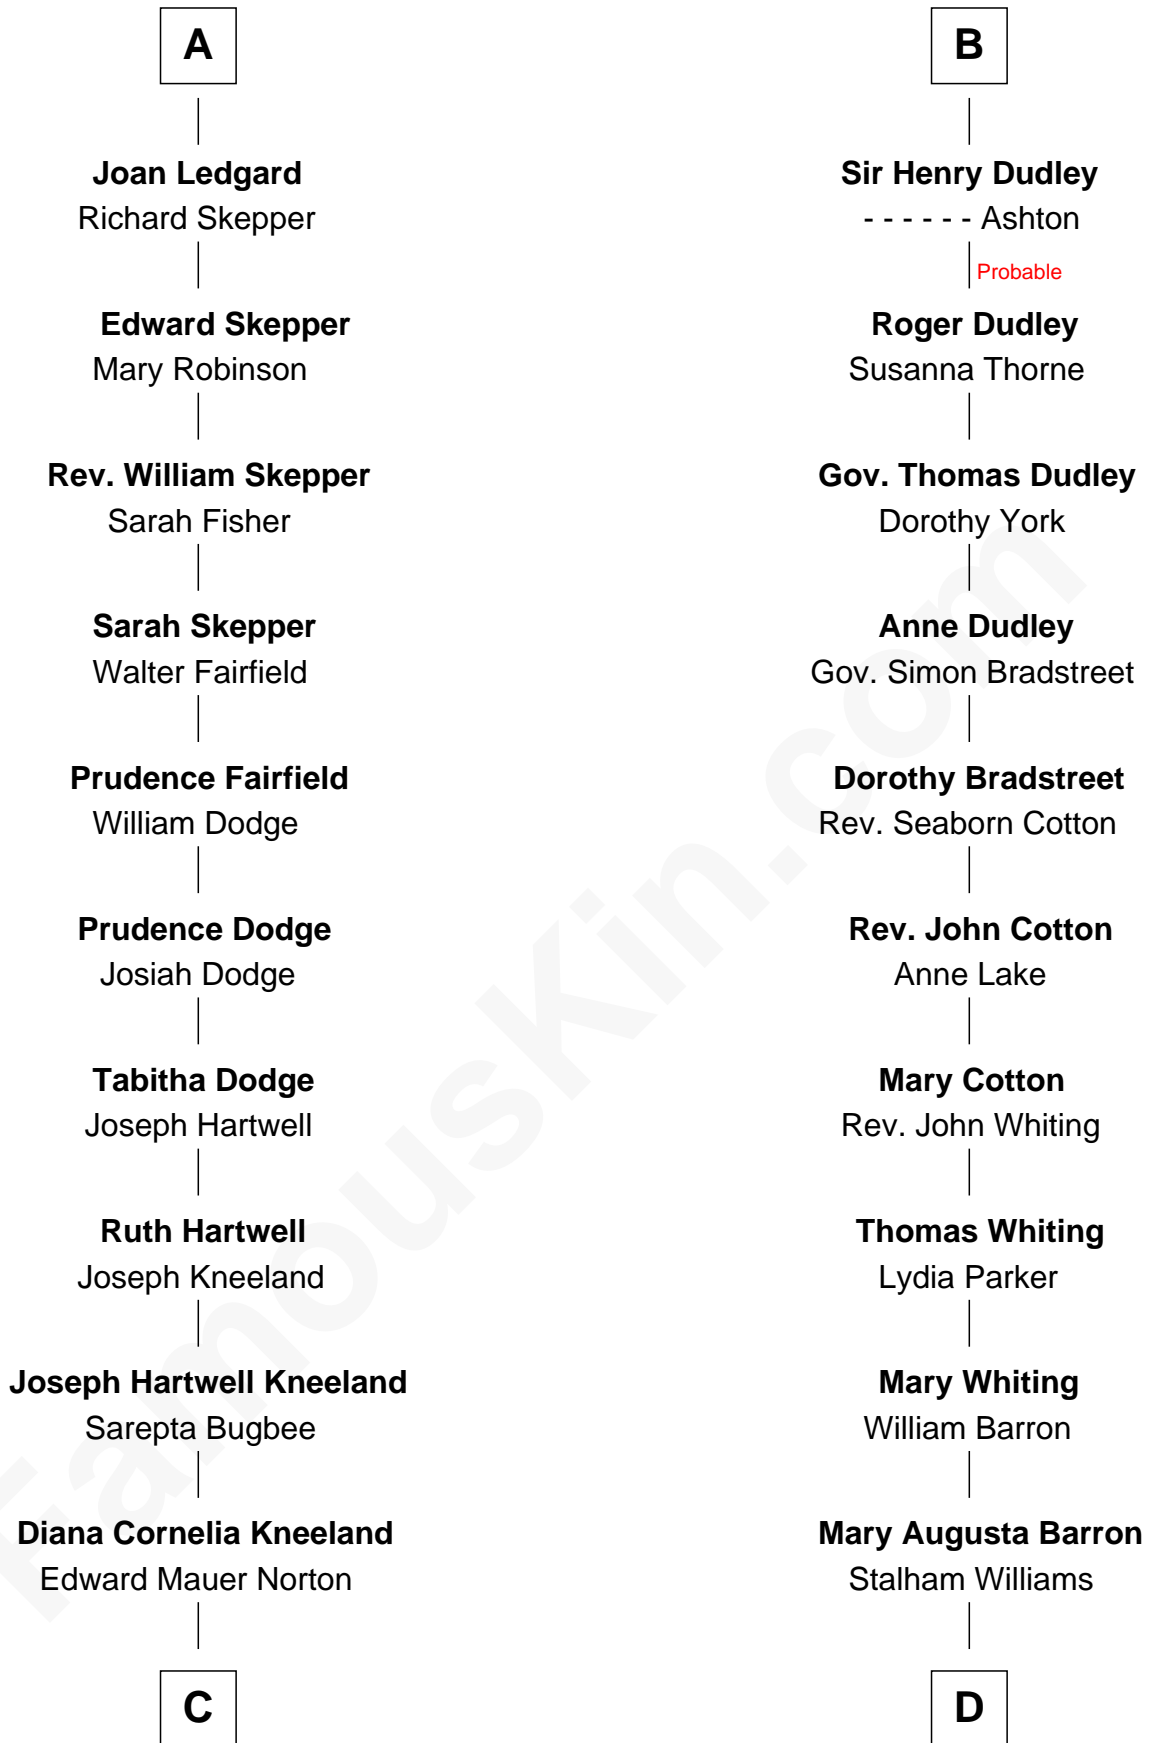 A
Joan Ledgard
Richard Skepper
Edward Skepper
Mary Robinson
Rev. William Skepper
Sarah Fisher
Sarah Skepper
Walter Fairfield
Prudence Fairfield
William Dodge
Prudence Dodge
Josiah Dodge
Tabitha Dodge
Joseph Hartwell
Ruth Hartwell
Joseph Kneeland
Joseph Hartwell Kneeland
Sarepta Bugbee
Diana Cornelia Kneeland
Edward Mauer Norton
C
B
Sir Henry Dudley
- - - - - - Ashton
Probable
Roger Dudley
Susanna Thorne
Gov. Thomas Dudley
Dorothy York
Anne Dudley
Gov. Simon Bradstreet
Dorothy Bradstreet
Rev. Seaborn Cotton
Rev. John Cotton
Anne Lake
Mary Cotton
Rev. John Whiting
Thomas Whiting
Lydia Parker
Mary Whiting
William Barron
Mary Augusta Barron
Stalham Williams
D
FamousKin.com